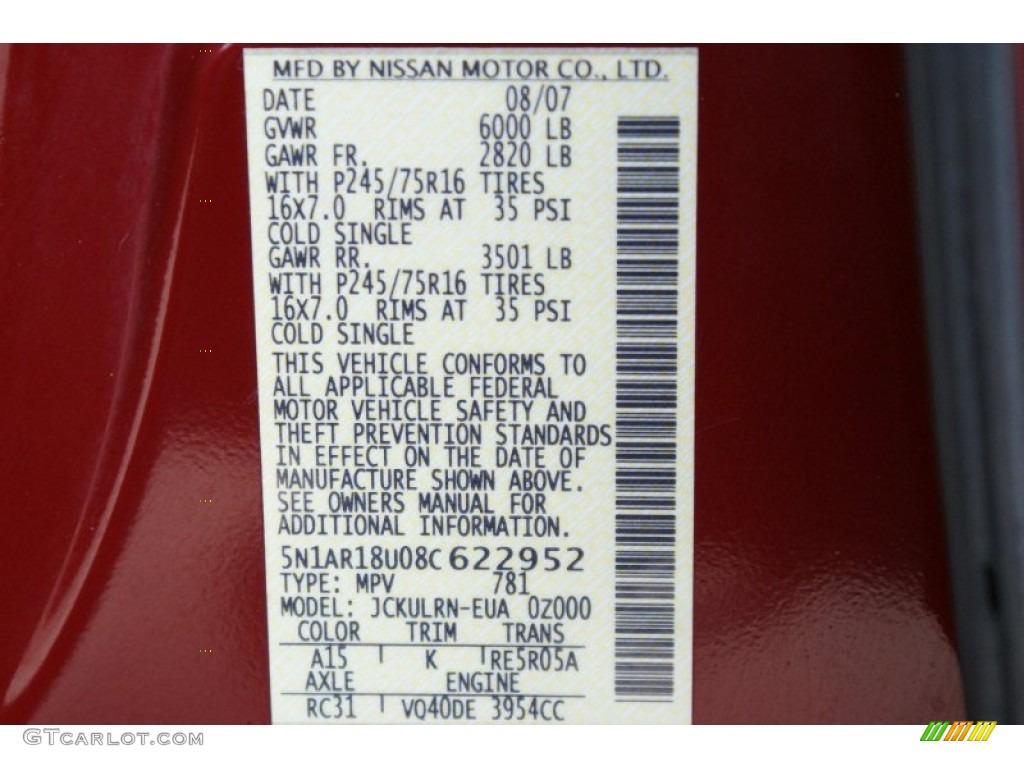 MFD BY NISSAN MOTOR CO., LTD.
DATE 08/07
GVWR 6000 LB
GAWR FR. 2820 LB
WITH P245/75R16 TIRES
16X7.0 RIMS AT 35 PSI
COLD SINGLE
GAWR RR. 3501 LB
WITH P245/75R16 TIRES
16X7.0 RIMS AT 35 PSI
COLD SINGLE
THIS VEHICLE CONFORMS TO
ALL APPLICABLE FEDERAL
MOTOR VEHICLE SAFETY AND
THEFT PREVENTION STANDARDS
IN EFFECT ON THE DATE OF
MANUFACTURE SHOWN ABOVE.
SEE OWNERS MANUAL FOR
ADDITIONAL INFORMATION.
5N1AR18U08C622952
TYPE: MPV 781
MODEL: JCKULRN-EUA 0Z000
COLOR TRIM TRANS
A15 K RE5R05A
AXLE ENGINE
RC31 VQ40DE 3954CC
GTCARLOT.COM
781